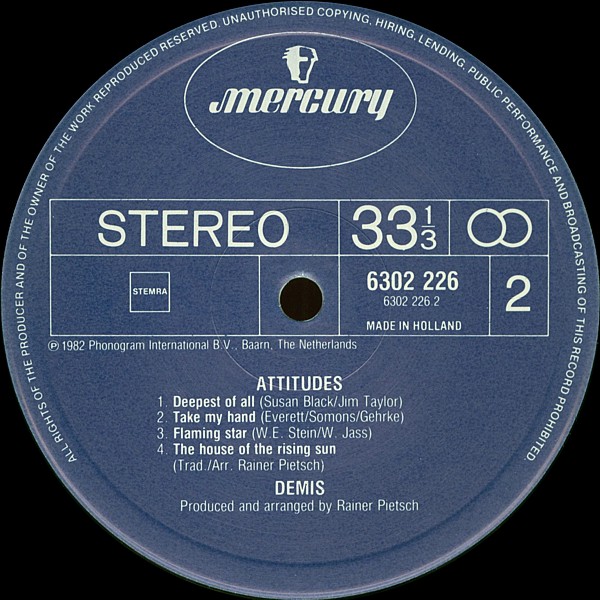 ALL RIGHTS OF THE PRODUCER AND OF THE OWNER OF THE WORK REPRODUCED RESERVED. UNAUTHORISED COPYING, HIRING, LENDING, PUBLIC PERFORMANCE AND BROADCASTING OF THIS RECORD PROHIBITED.
mercury
STEREO 33 1/3
STEMRA
6302 226
6302 226 2
MADE IN HOLLAND
2
℗ 1982 Phonogram International B.V., Baarn, The Netherlands
ATTITUDES
1. Deepest of all (Susan Black/Jim Taylor)
2. Take my hand (Everett/Somons/Gehrke)
3. Flaming star (W.E. Stein/W. Jass)
4. The house of the rising sun
(Trad./Arr. Rainer Pietsch)
DEMIS
Produced and arranged by Rainer Pietsch